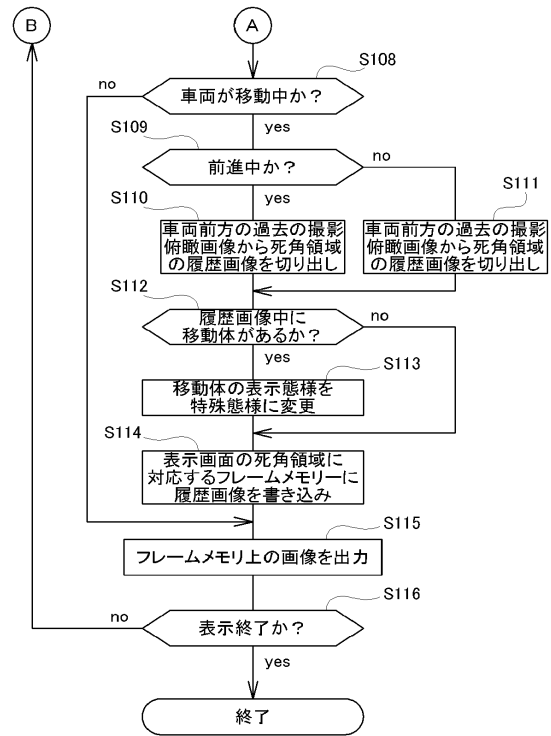 B
A
S108
no
車両が移動中か？
yes
S109
前進中か？
no
yes
S110
S111
車両前方の過去の撮影
俯瞰画像から死角領域
の履歴画像を切り出し
車両前方の過去の撮影
俯瞰画像から死角領域
の履歴画像を切り出し
S112
履歴画像中に
移動体があるか？
no
yes
S113
移動体の表示態様を
特殊態様に変更
S114
表示画面の死角領域に
対応するフレームメモリーに
履歴画像を書き込み
S115
フレームメモリ上の画像を出力
S116
no
表示終了か？
yes
終了